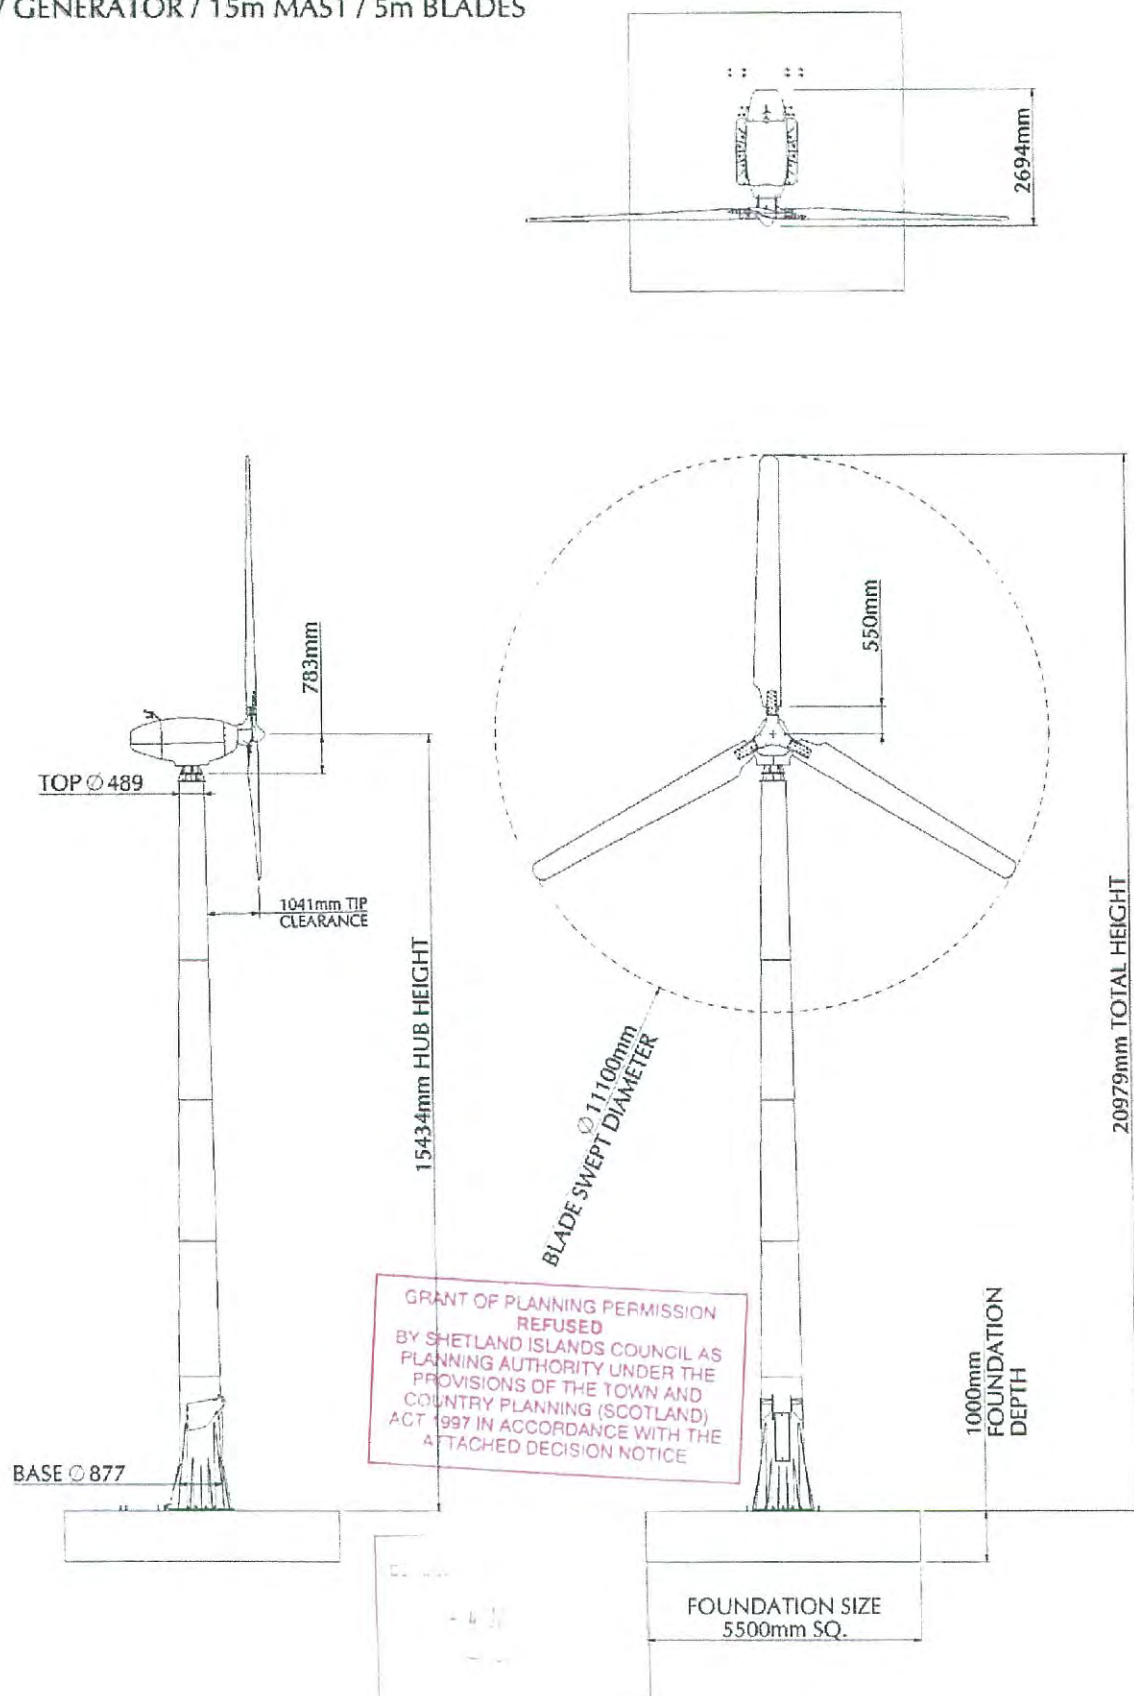 / GENERATOR / 15m MAST / 5m BLADES
2694mm
783mm
550mm
TOP Ø 489
1041mm TIP
CLEARANCE
15434mm HUB HEIGHT
Ø 11100mm
BLADE SWEPT DIAMETER
20979mm TOTAL HEIGHT
GRANT OF PLANNING PERMISSION
REFUSED
BY SHETLAND ISLANDS COUNCIL AS
PLANNING AUTHORITY UNDER THE
PROVISIONS OF THE TOWN AND
COUNTRY PLANNING (SCOTLAND)
ACT 1997 IN ACCORDANCE WITH THE
ATTACHED DECISION NOTICE
1000mm
FOUNDATION
DEPTH
BASE Ø 877
FOUNDATION SIZE
5500mm SQ.